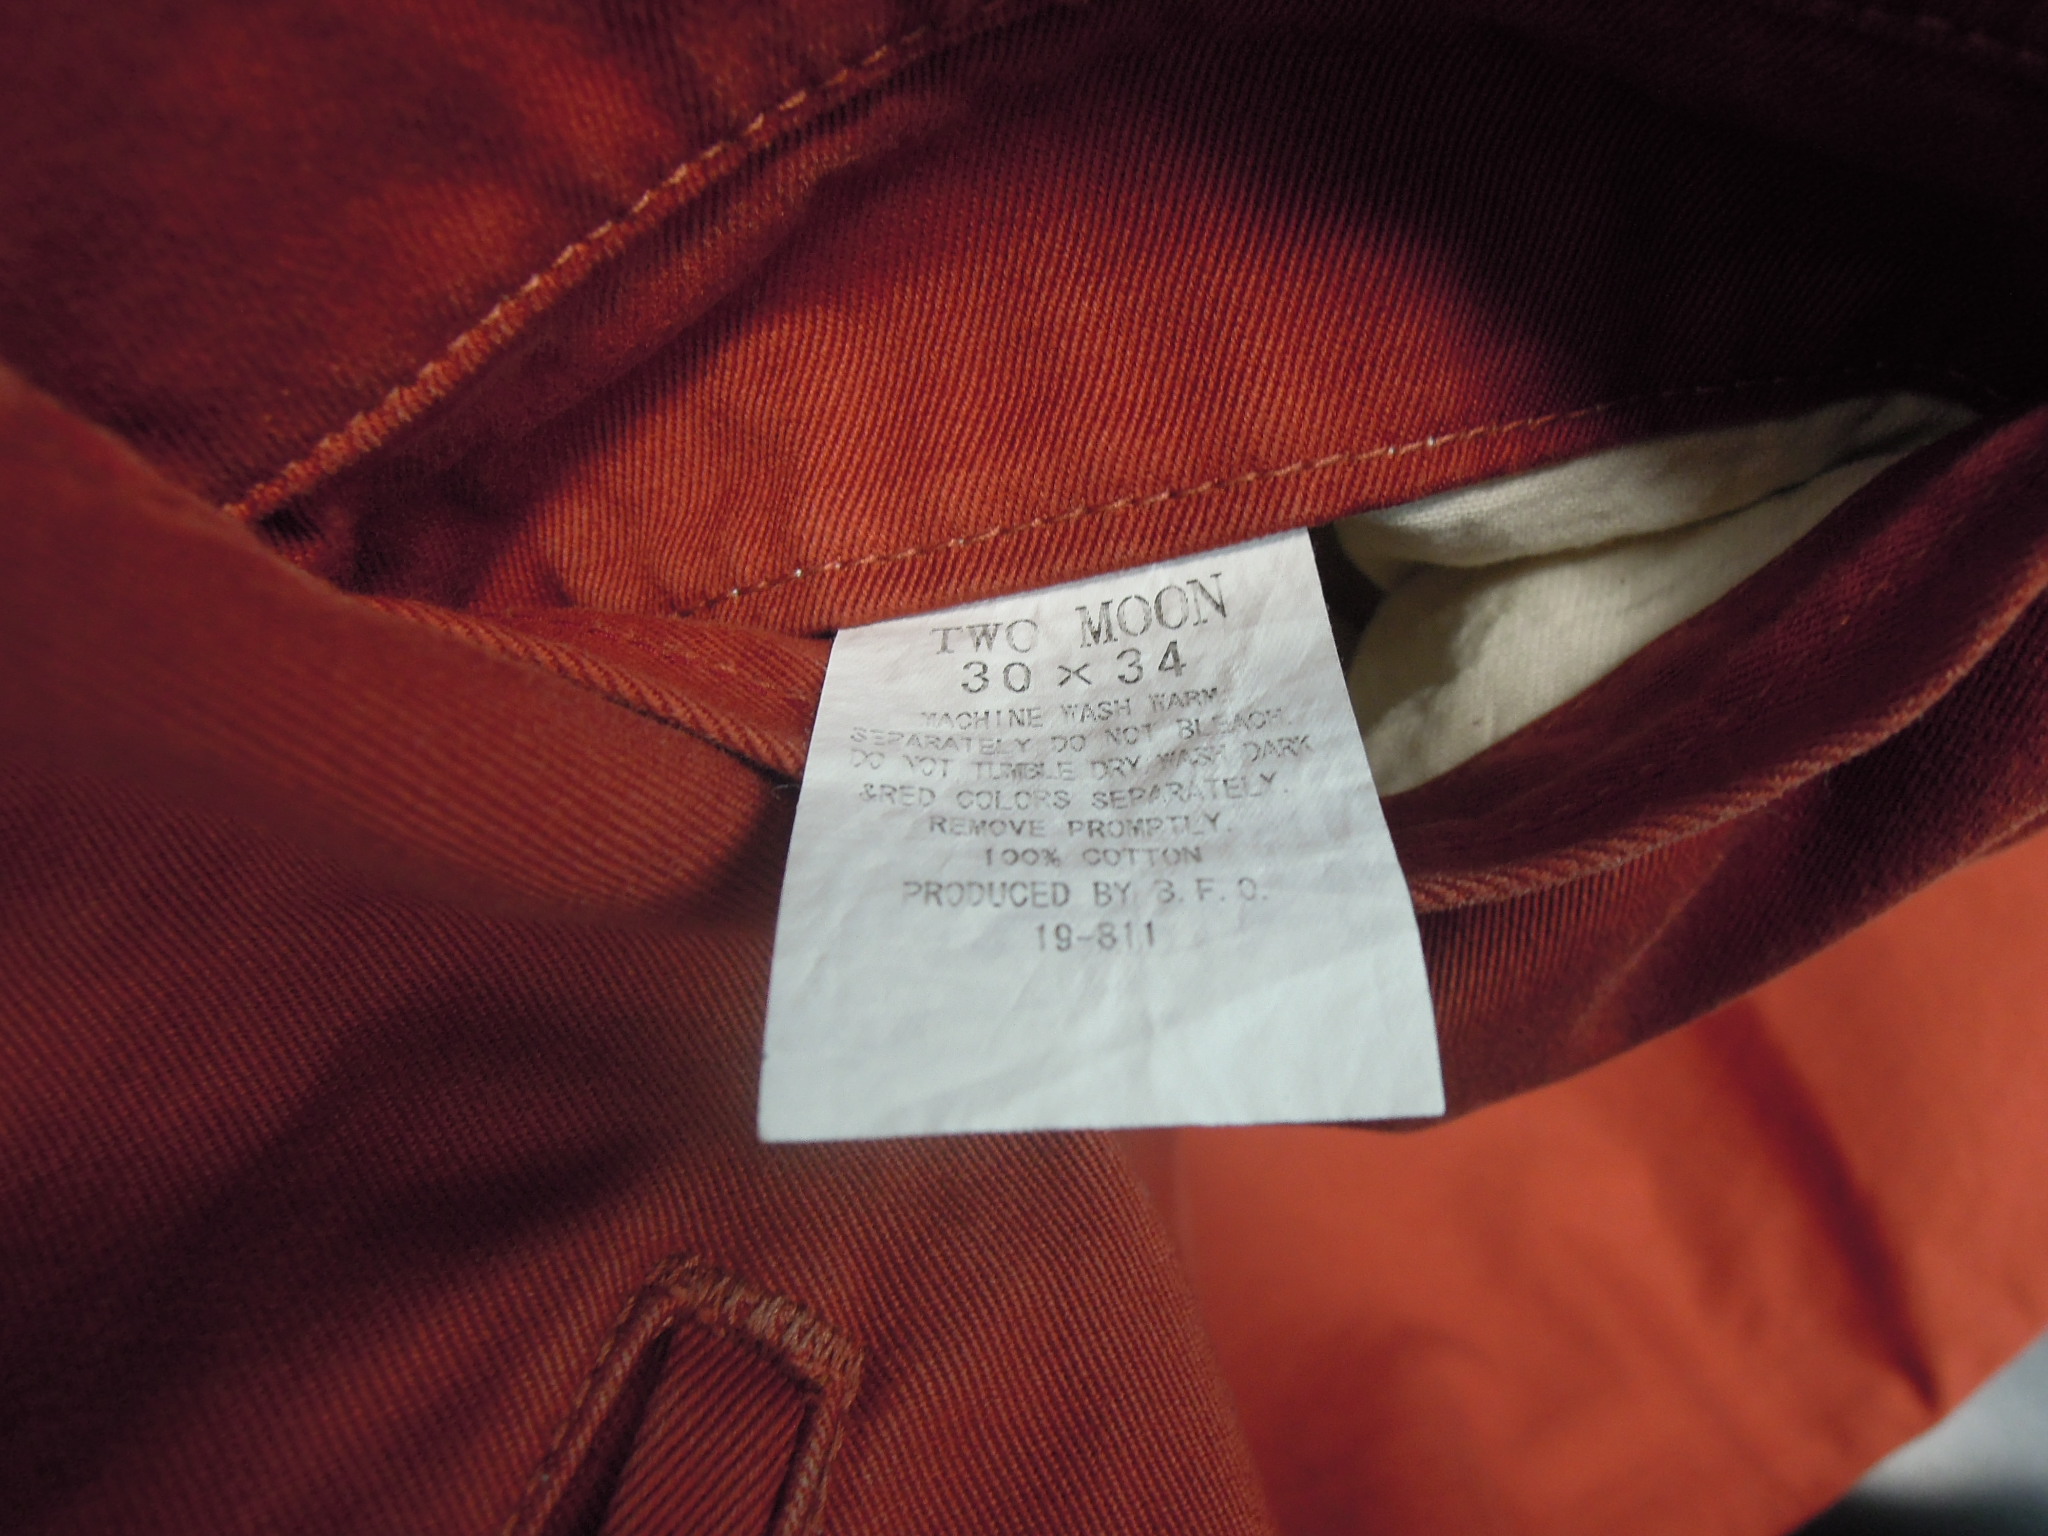 TWO MOON
30×34
MACHINE WASH WARM.
SEPARATELY DO NOT BLEACH.
DO NOT TUMBLE DRY WASH DARK
&RED COLORS SEPARATELY.
REMOVE PROMPTLY.
100% COTTON
PRODUCED BY B.F.O.
19-811